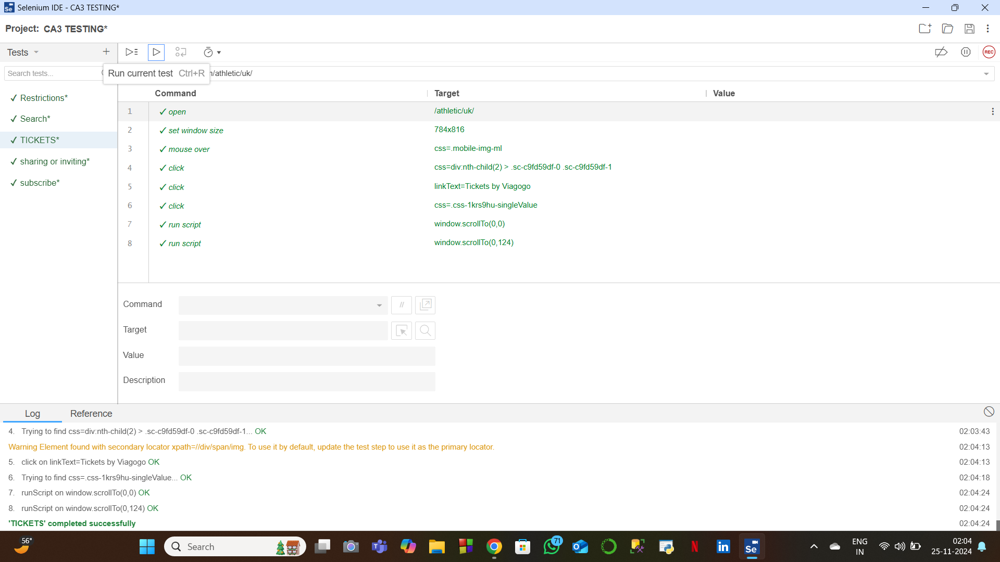 Selenium IDE - CA3 TESTING*
Project: CA3 TESTING*
Tests
Search tests...
Run current test Ctrl+R
/athletic/uk/
Command Target Value
Restrictions*
Search*
TICKETS*
sharing or inviting*
subscribe*
1 open /athletic/uk/
2 set window size 784x816
3 mouse over css=.mobile-img-ml
4 click css=div:nth-child(2) > .sc-c9fd59df-0 .sc-c9fd59df-1
5 click linkText=Tickets by Viagogo
6 click css=.css-1krs9hu-singleValue
7 run script window.scrollTo(0,0)
8 run script window.scrollTo(0,124)
REC
Command
//
Target
Value
Description
Log Reference
4. Trying to find css=div:nth-child(2) > .sc-c9fd59df-0 .sc-c9fd59df-1... OK 02:03:43
Warning Element found with secondary locator xpath=//div/span/img. To use it by default, update the test step to use it as the primary locator. 02:04:13
5. click on linkText=Tickets by Viagogo OK 02:04:13
6. Trying to find css=.css-1krs9hu-singleValue... OK 02:04:18
7. runScript on window.scrollTo(0,0) OK 02:04:24
8. runScript on window.scrollTo(0,124) OK 02:04:24
'TICKETS' completed successfully 02:04:24
56°
Search
71
ENG
IN
02:04
25-11-2024